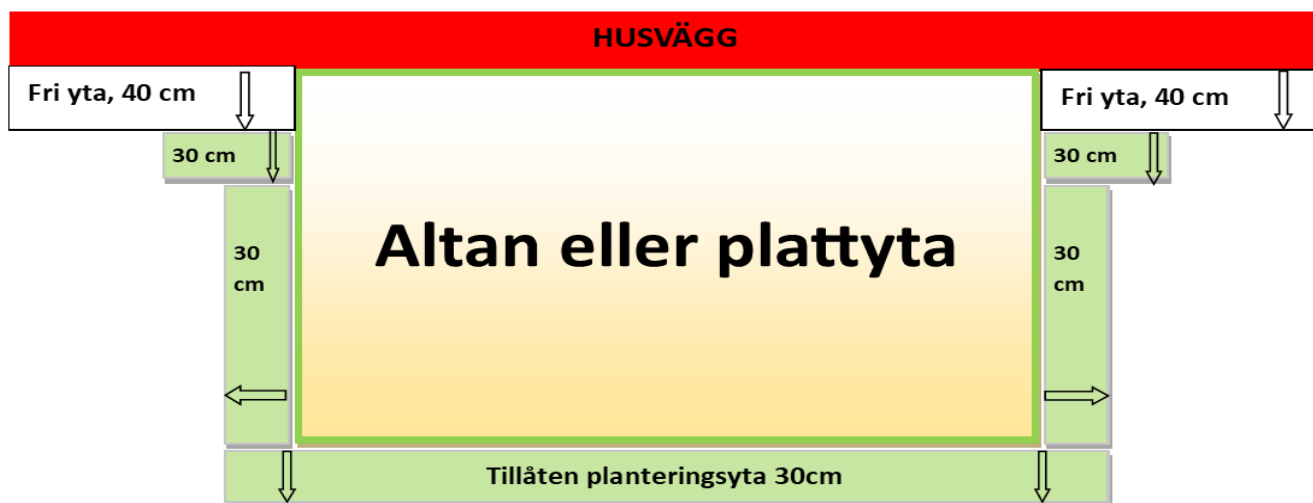 HUSVÄGG
Fri yta, 40 cm
Fri yta, 40 cm
30 cm
30 cm
Altan eller plattyta
30
cm
30
cm
Tillåten planteringsyta 30cm